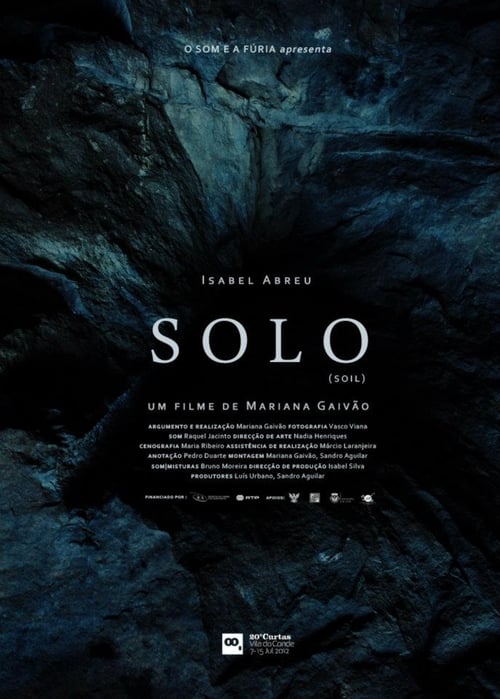 O SOM E A FÚRIA apresenta
ISABEL ABREU
SOLO
(SOIL)
UM FILME DE MARIANA GAIVÃO
ARGUMENTO E REALIZAÇÃO Mariana Gaivão FOTOGRAFIA Vasco Viana
SOM Raquel Jacinto DIRECÇÃO DE ARTE Nadia Henriques
CENOGRAFIA Maria Ribeiro ASSISTÊNCIA DE REALIZAÇÃO Márcio Laranjeira
ANOTAÇÃO Pedro Duarte MONTAGEM Mariana Gaivão, Sandro Aguilar
SOM|MISTURAS Bruno Moreira DIRECÇÃO DE PRODUÇÃO Isabel Silva
PRODUTORES Luís Urbano, Sandro Aguilar
FINANCIADO POR: RTP APOIOS:
20º Curtas
Vila do Conde
7-15 Jul 2012